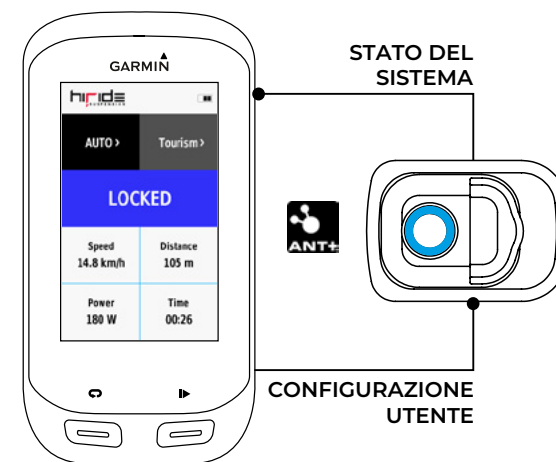 GARMIN
hiride
SUSPENSION
AUTO >
Tourism >
LOCKED
Speed
14.8 km/h
Distance
105 m
Power
180 W
Time
00:26
STATO DEL
SISTEMA
ANT+
CONFIGURAZIONE
UTENTE